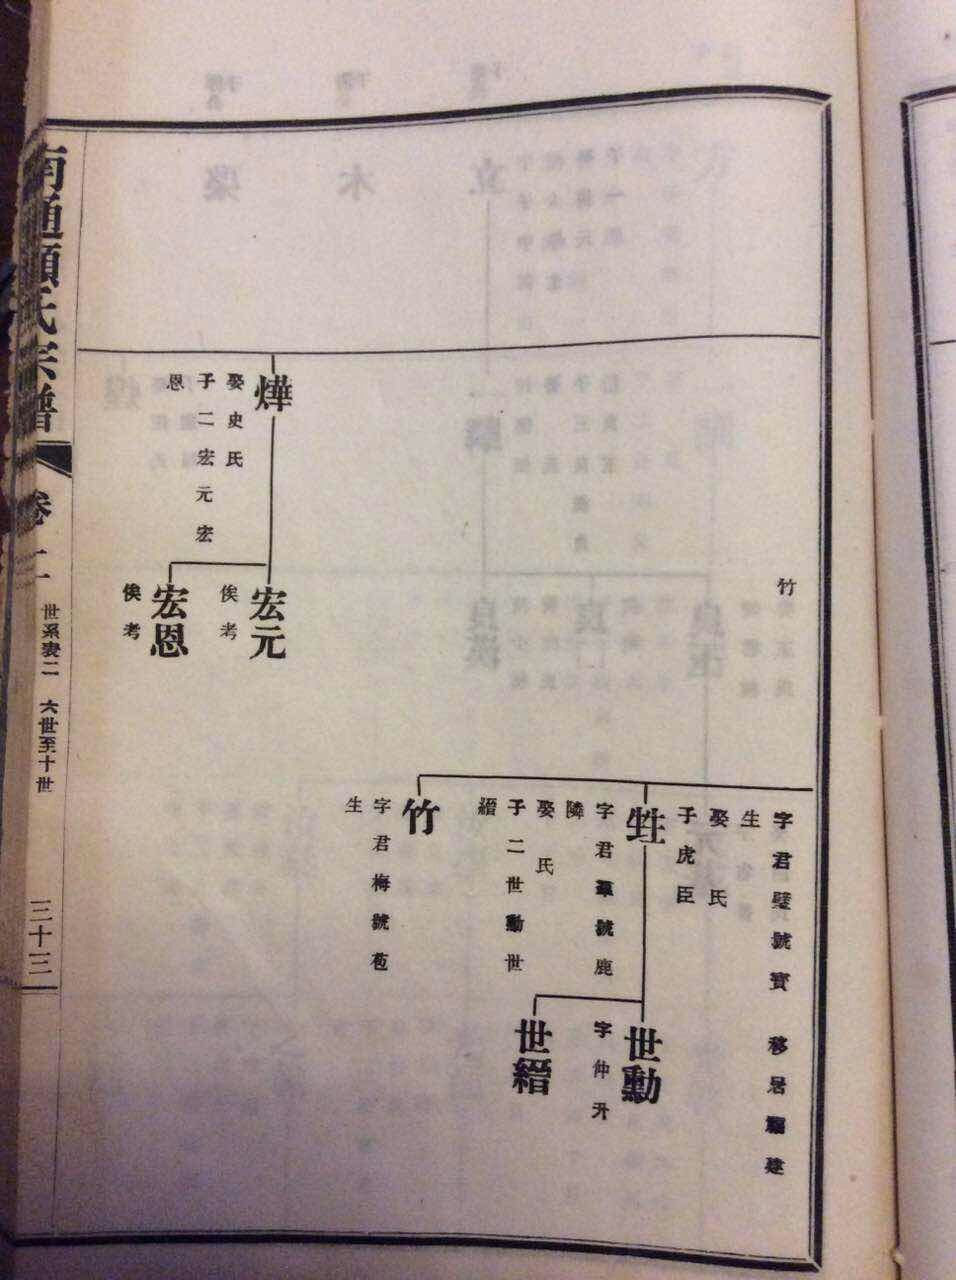 南通顧氏宗譜
卷二
世系表二 六世至十世
三十三
竹
字君璧號寶
生
娶 氏
子虎臣
移居福建
甡
字君羣號鹿
隣
娶 氏
子二世勳世
縉
世勳
字仲升
世縉
竹
字君梅號苞
生
燁
娶史氏
子二宏元宏
恩
宏元
俟考
宏恩
俟考